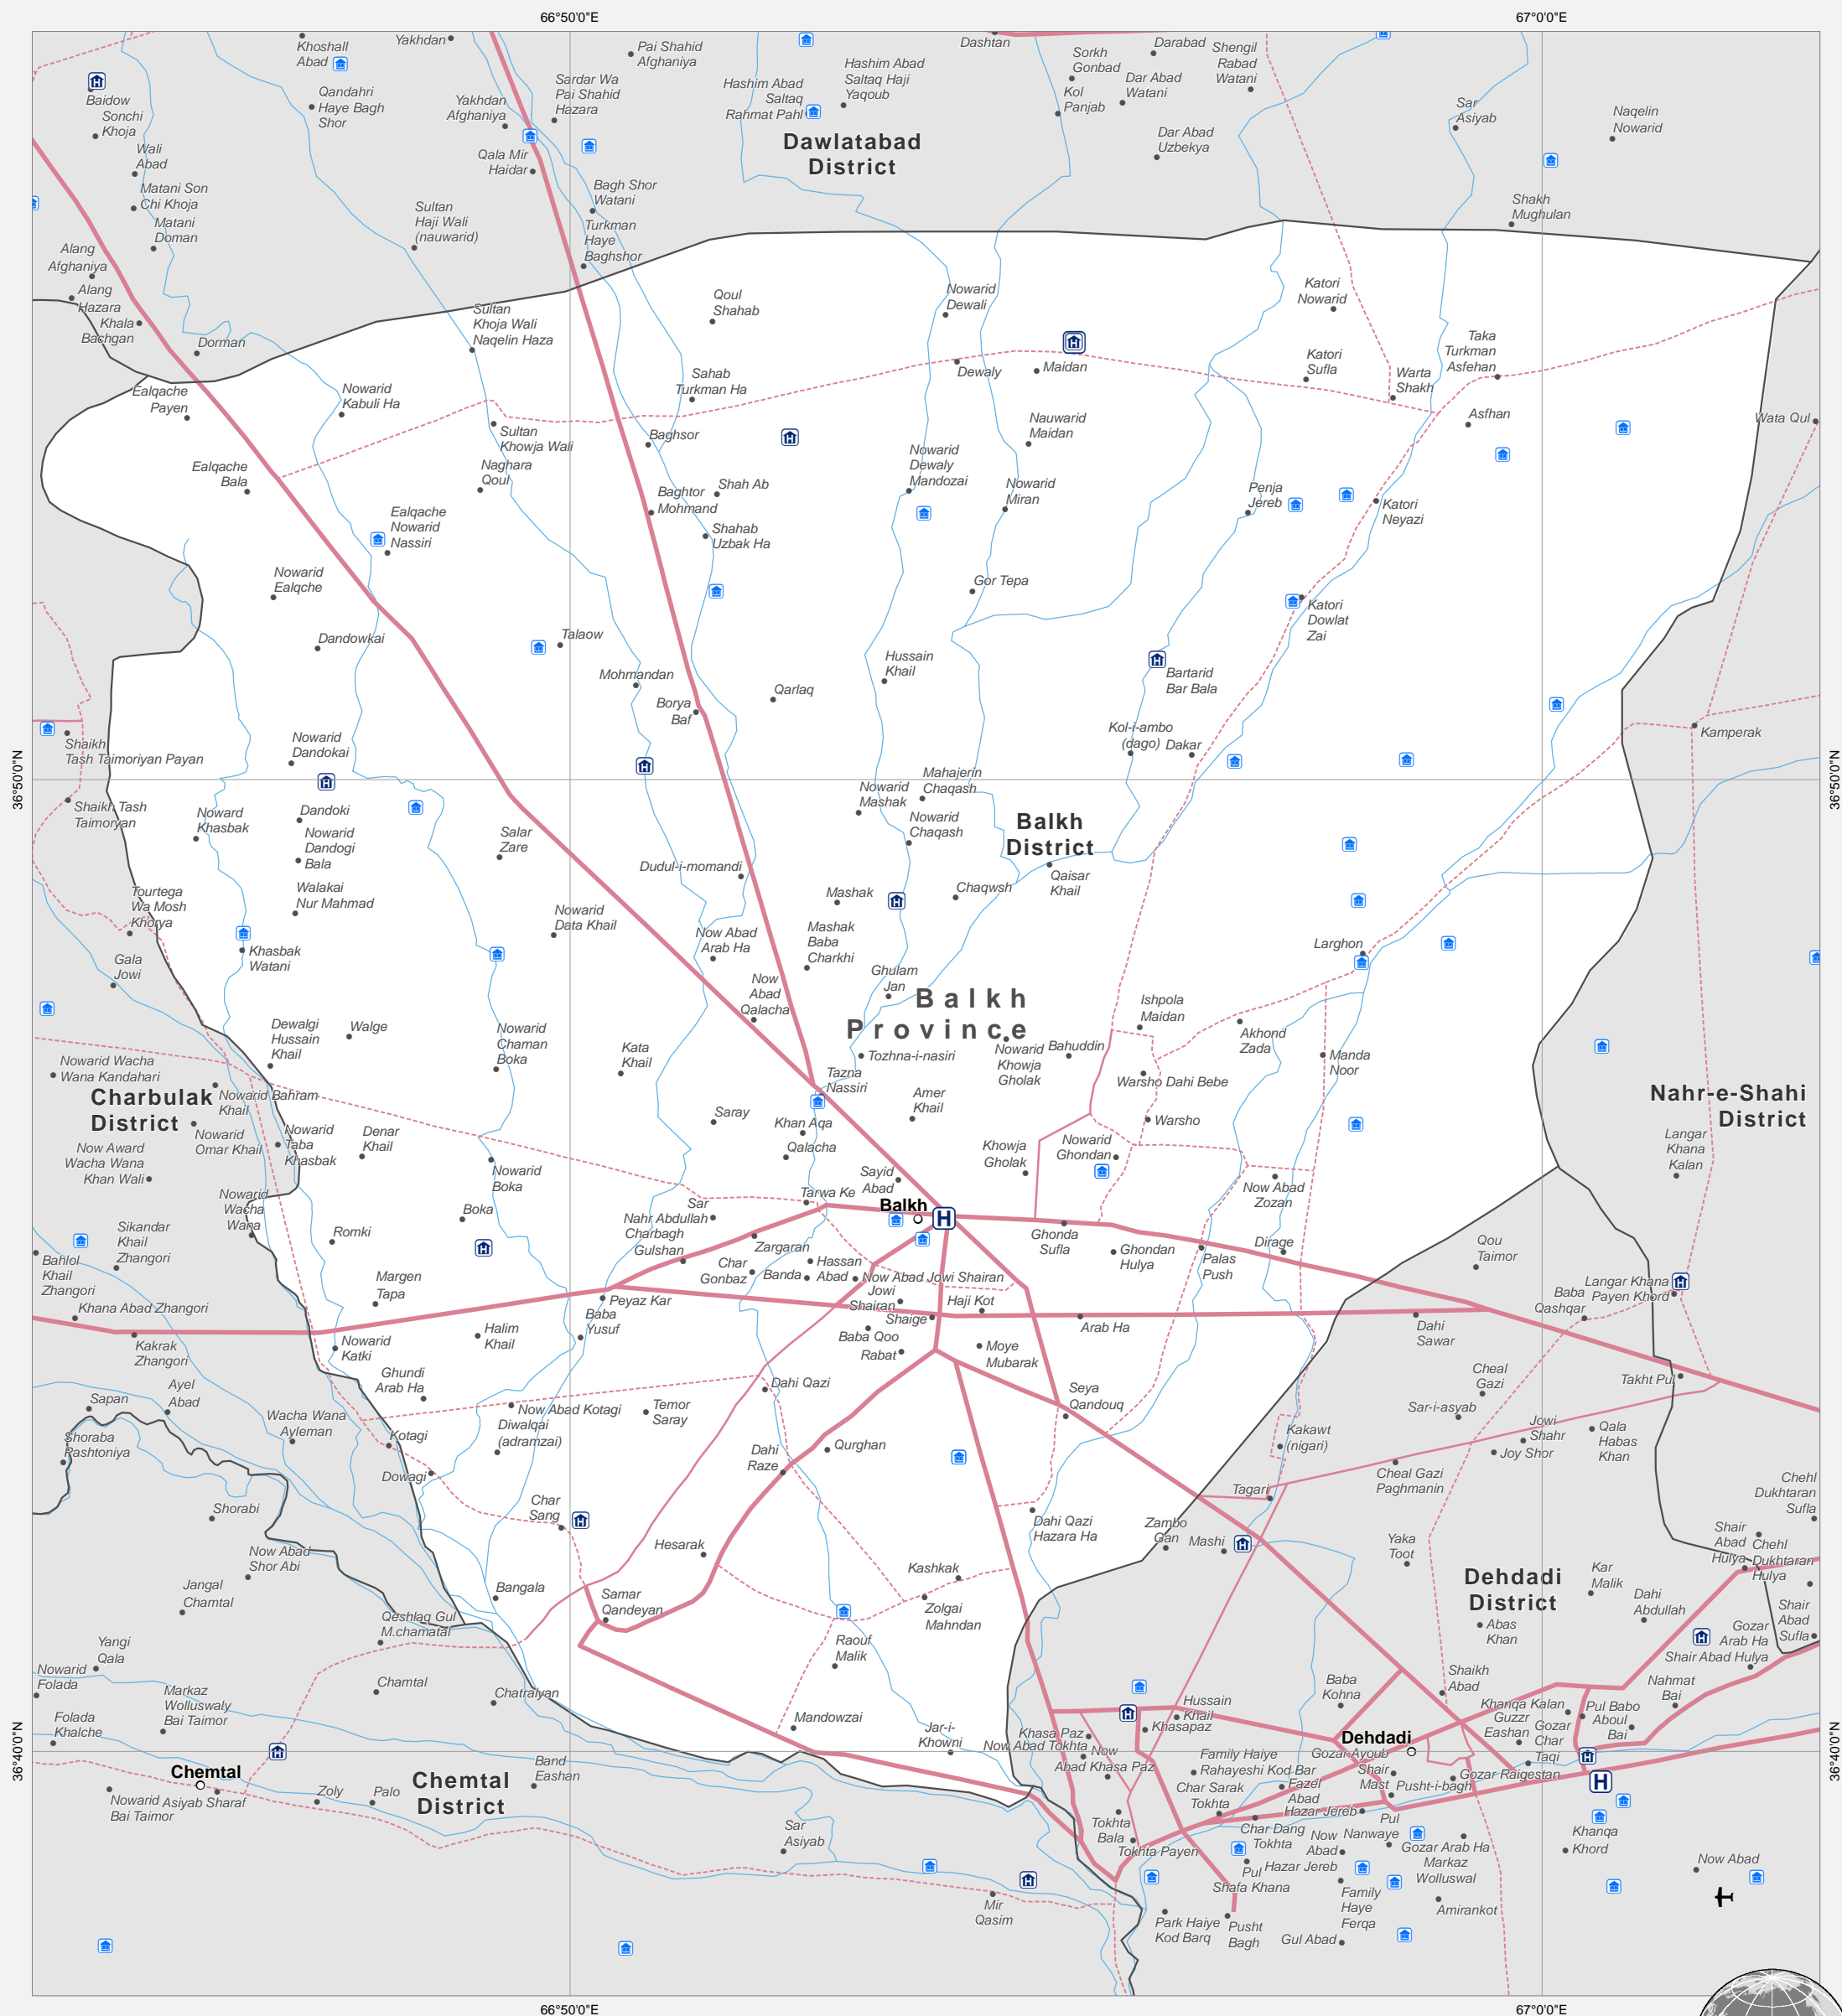 66°50'0"E
67°0'0"E
Khoshall
Abad
Yakhdan
Pai Shahid
Afghaniya
Dashtan
Darabad
Sorkh
Gonbad
Shengil
Rabad
Watani
Hashim Abad
Saltaq Haji
Yaqoub
Hashim Abad
Saltaq
Rahmat Pahl
Sardar Wa
Pai Shahid
Hazara
Dar Abad
Watani
Kol
Panjab
Baidow
Sonchi
Khoja
Qandahri
Haye Bagh
Shor
Yakhdan
Afghaniya
Sar
Asiyab
Naqelin
Nowarid
Dawlatabad
District
Dar Abad
Uzbekya
Wali
Abad
Qala Mir
Haidar
Matani Son
Chi Khoja
Bagh Shor
Watani
Sultan
Haji Wali
(nauwarid)
Shakh
Mughulan
Matani
Doman
Turkman
Haye
Baghshor
Alang
Afghaniya
Alang
Hazara
Khala
Bachgan
Katori
Nowarid
Nowarid
Dewali
Qoul
Shahab
Sultan
Khoja Wali
Naqelin Haza
Dorman
Taka
Turkman
Asfehan
Katori
Sufla
Dewaly
Maidan
Warta
Shakh
Sahab
Turkman Ha
Ealqache
Payen
Nowarid
Kabuli Ha
Asfhan
Wata Qul
Nauwarid
Maidan
Sultan
Khowja Wali
Baghsor
Nowarid
Dewaly
Mandozai
Ealqache
Bala
Naghara
Qoul
Shah Ab
Nowarid
Miran
Penja
Jereb
Baghtor
Mohmand
Katori
Neyazi
Ealqache
Nowarid
Nassiri
Shahab
Uzbak Ha
Nowarid
Ealqche
Gor Tepa
Katori
Dowlat
Zai
Dandowkai
Talaow
Hussain
Khail
Mohmandan
Qarlaq
Bartarid
Bar Bala
Borya
Baf
Kol-i-ambo
(dago)
Dakar
Kamperak
Shaikh
Tash Taimoriyan Payan
Nowarid
Dandokai
36°50'0"N
36°50'0"N
Mahajerin
Chaqash
Nowarid
Mashak
Shaikh Tash
Taimoryan
Noward
Khasbak
Dandoki
Nowarid
Dandogi
Bala
Salar
Zare
Nowarid
Chaqash
Balkh
District
Dudul-i-momandi
Qaisar
Khail
Walakai
Nur Mahmad
Mashak
Chaqwsh
Tourtega
Wa Mosh
Khorya
Nowarid
Data Khail
Now Abad
Arab Ha
Mashak
Baba
Charkhi
Larghon
Khasbak
Watani
Gala
Jowi
Ghulam
Jan
Now
Abad
Qalacha
Balkh
Province
Ishpola
Maidan
Akhond
Zada
Dewalgi
Hussain
Khail
Walge
Nowarid
Chaman
Boka
Kata
Khail
Tozhna-i-nasiri
Nowarid
Khowja
Gholak
Bahuddin
Manda
Noor
Nowarid Wacha
Wana Kandahari
Tazna
Nassiri
Warsho Dahi Bebe
Charbulak
District
Nowarid Bahram
Khail
Amer
Khail
Nahr-e-Shahi
District
Saray
Khan Aqa
Warsho
Nowarid
Omar Khail
Nowarid
Taba
Khasbak
Denar
Khail
Khowja
Gholak
Nowarid
Ghondan
Langar
Khana
Kalan
Now Award
Wacha Wana
Khan Wali
Qalacha
Nowarid
Boka
Sayid
Abad
Now Abad
Zozan
Nowarid
Wacha
Wana
Tarwa Ke
Balkh
Boka
Sar
Nahr Abdullah
Charbagh
Gulshan
Sikandar
Khail
Zhangori
Romki
Zargaran
Ghonda
Sufla
Ghondan
Hulya
Dirage
Palas
Push
Qou
Taimor
Bahlol
Khail
Zhangori
Char
Gonbaz
Hassan
Abad
Banda
Now Abad Jowi Shairan
Margen
Tapa
Langar Khana
Payen Khord
Baba
Qashqar
Khana Abad Zhangori
Peyaz Kar
Jowi
Shairan
Haji Kot
Baba
Yusuf
Shaige
Arab Ha
Dahi
Sawar
Kakrak
Zhangori
Nowarid
Katki
Halim
Khail
Baba Qoo
Rabat
Moye
Mubarak
Cheal
Gazi
Takht Pul
Ghundi
Arab Ha
Dahi Qazi
Seya
Qandouq
Sapan
Ayel
Abad
Wacha Wana
Ayleman
Now Abad Kotagi
Diwalqai
(adramzai)
Temor
Saray
Sar-i-asyab
Jowi
Shahr
Qala
Habas
Khan
Shoraba
Pashtoniya
Kotagi
Dahi
Raze
Qurghan
Kakawt
(nigari)
Joy Shor
Dowagi
Cheal Gazi
Paghmanin
Tagari
Chehl
Dukhtaran
Sufla
Shorabi
Char
Sang
Dahi Qazi
Hazara Ha
Zambo
Gan
Mashi
Yaka
Toot
Shair
Abad
Hulya
Chehl
Dukhtaran
Hulya
Now Abad
Shor Abi
Hesarak
Kashkak
Dehdadi
District
Kar
Malik
Jangal
Chamtal
Bangala
Samar
Qandeyan
Zolgai
Mahndan
Dahi
Abdullah
Shair
Abad
Sufla
Qeshlaq Gul
M.chamatal
Abas
Khan
Gozar
Arab Ha
Shair Abad Hulya
Yangi
Qala
Raouf
Malik
Nowarid
Folada
Chamtal
Markaz
Wolluswaly
Bai Taimor
Chatralyan
Baba
Kohna
Shaikh
Abad
Nahmat
Bai
Hussain
Khail
Khanqa Kalan
Pul Babo
Folada
Khalche
Mandowzai
Jar-i-
Khowni
Khasa Paz
Khasapaz
Guzzr
Eashan
Aboul
Bai
36°40'0"N
36°40'0"N
Now Abad Tokhta
Dehdadi
Gozar
Char
Taqi
Now
Abad Khasa Paz
Family Haiye
Rahayeshi Kod Bar
Gozar Ayoub
Chemtal
Chemtal
District
Band
Eashan
Shair
Mast
Gozar Raigestan
Pusht-i-bagh
Nowarid
Bai Taimor
Asiyab Sharaf
Zoly
Palo
Char Sarak
Tokhta
Fazel
Abad
Hazar Jereb
Sar
Asiyab
Tokhta
Bala
Tokhta Payen
Char Dang
Tokhta
Pul
Nanwaye
Now
Abad
Gozar Arab Ha
Markaz
Wolluswal
Khanqa
Khord
Pul
Shafa Khana
Hazar Jereb
Now Abad
Mir
Qasim
Park Haiye
Kod Barq
Pusht
Bagh
Family
Haye
Ferqa
Amirankot
Gul Abad
66°50'0"E
67°0'0"E